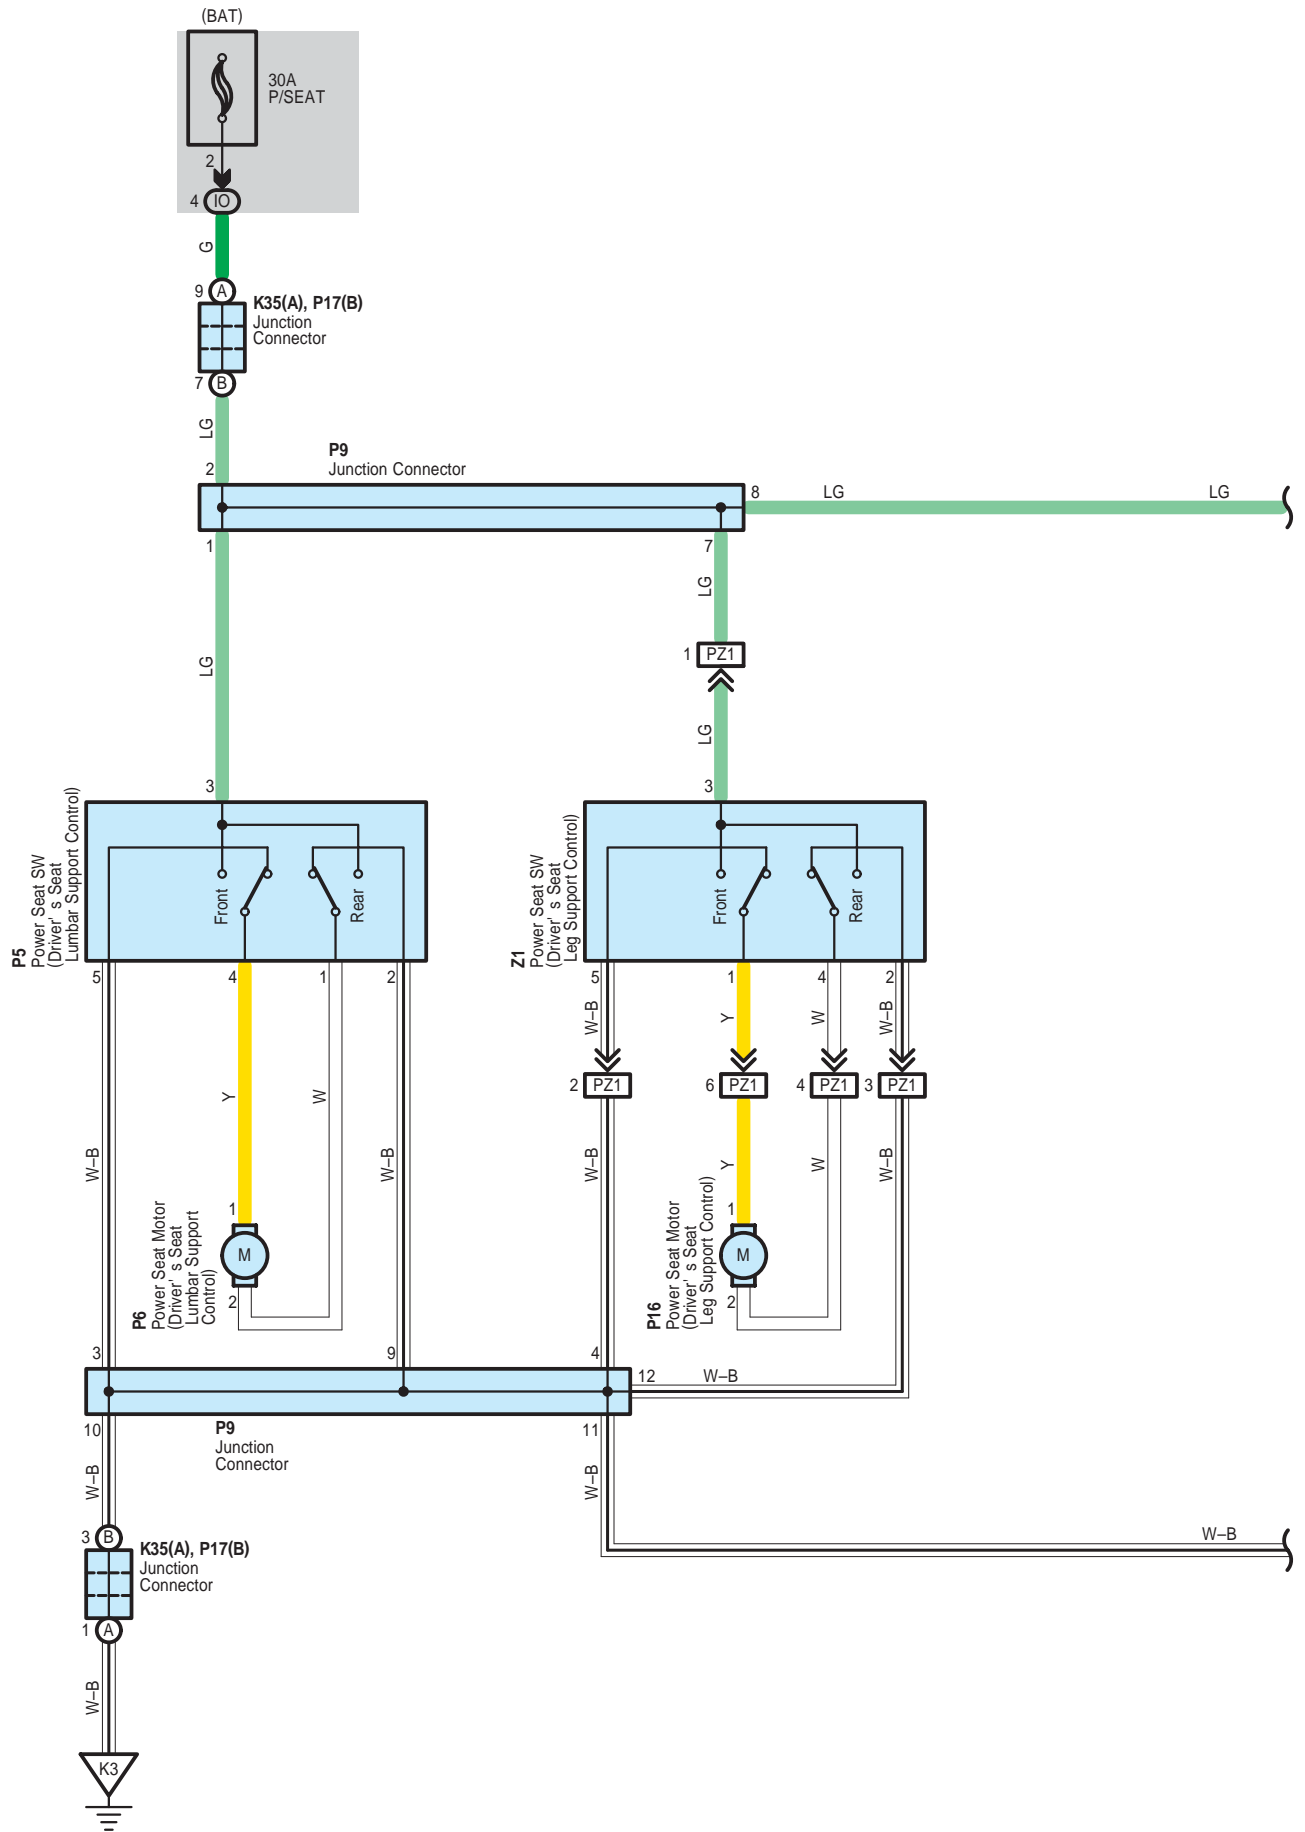 (BAT)
30A
P/SEAT
2
4 IO
G
9 A
K35(A), P17(B)
Junction
Connector
7 B
LG
P9
Junction Connector
2
8 LG LG
1 7
LG
LG
1 PZ1
LG
3 3
P5
Power Seat SW
(Driver' s Seat
Lumbar Support Control)
Front Rear
Z1
Power Seat SW
(Driver' s Seat
Leg Support Control)
Front Rear
5 4 1 2 5 1 4 2
W–B Y W W–B
2 PZ1 6 PZ1 4 PZ1 3 PZ1
Y W
W–B W–B W–B Y W W–B
P6
Power Seat Motor
(Driver' s Seat
Lumbar Support
Control)
1
M
2
P16
Power Seat Motor
(Driver' s Seat
Leg Support Control)
1
M
2
3 9 4
12 W–B
10 11
P9
Junction
Connector
W–B W–B
W–B
3 B
K35(A), P17(B)
Junction
Connector
1 A
W–B
K3